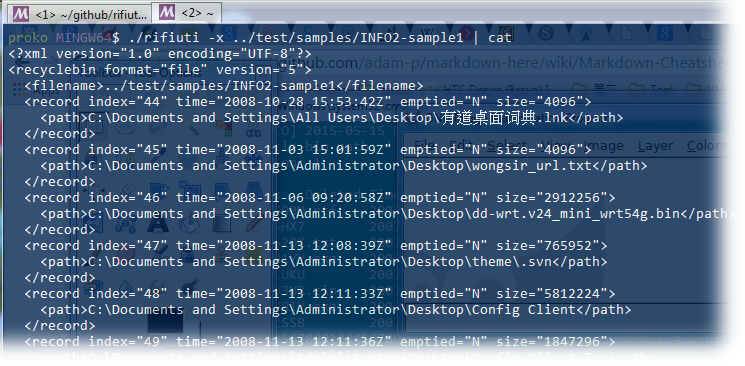 <1> ~/github/rifiut... <2> ~
proko MINGW64$ ./rifiuti -x ../test/samples/INFO2-sample1 | cat
<?xml version="1.0" encoding="UTF-8"?>
<recyclebin format="file" version="5">
<filename>../test/samples/INFO2-sample1</filename>
<record index="44" time="2008-10-28 15:53:42Z" emptied="N" size="4096">
<path>C:\Documents and Settings\All Users\Desktop\有道桌面词典.lnk</path>
</record>
<record index="45" time="2008-11-03 15:01:59Z" emptied="N" size="4096">
<path>C:\Documents and Settings\Administrator\Desktop\wongsir_url.txt</path>
</record>
<record index="46" time="2008-11-06 09:20:58Z" emptied="N" size="2912256">
<path>C:\Documents and Settings\Administrator\Desktop\dd-wrt.v24_mini_wrt54g.bin</path>
</record>
<record index="47" time="2008-11-13 12:08:39Z" emptied="N" size="765952">
<path>C:\Documents and Settings\Administrator\Desktop\theme\.svn</path>
</record>
<record index="48" time="2008-11-13 12:11:33Z" emptied="N" size="5812224">
<path>C:\Documents and Settings\Administrator\Desktop\Config Client</path>
</record>
<record index="49" time="2008-11-13 12:11:36Z" emptied="N" size="1847296">